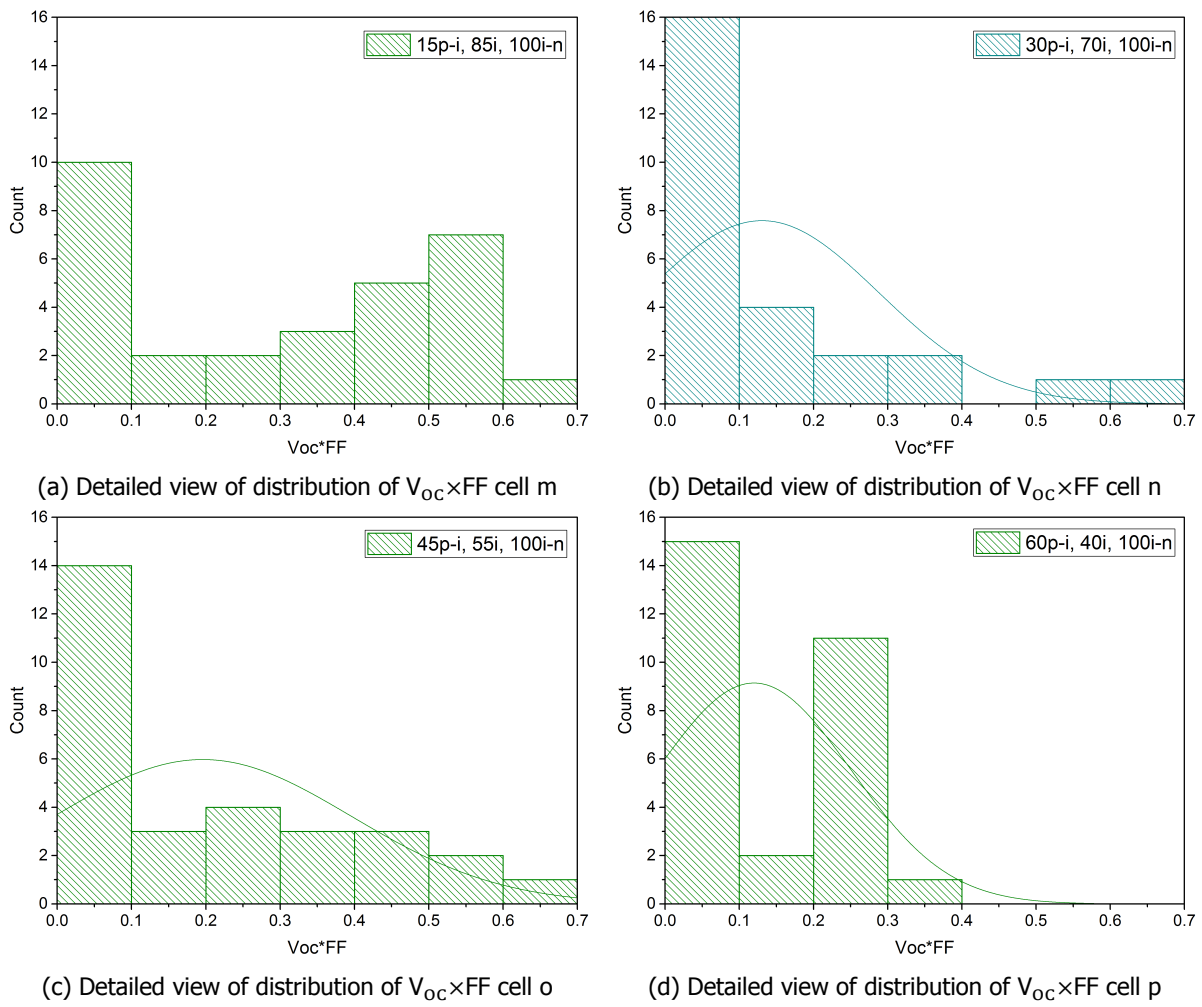 16
14
12
10
8
6
4
2
0
Count
15p-i, 85i, 100i-n
0.0 0.1 0.2 0.3 0.4 0.5 0.6 0.7
Voc*FF
(a) Detailed view of distribution of VOC×FF cell m
16
14
12
10
8
6
4
2
0
Count
30p-i, 70i, 100i-n
0.0 0.1 0.2 0.3 0.4 0.5 0.6 0.7
Voc*FF
(b) Detailed view of distribution of VOC×FF cell n
16
14
12
10
8
6
4
2
0
Count
45p-i, 55i, 100i-n
0.0 0.1 0.2 0.3 0.4 0.5 0.6 0.7
Voc*FF
(c) Detailed view of distribution of VOC×FF cell o
16
14
12
10
8
6
4
2
0
Count
60p-i, 40i, 100i-n
0.0 0.1 0.2 0.3 0.4 0.5 0.6 0.7
Voc*FF
(d) Detailed view of distribution of VOC×FF cell p